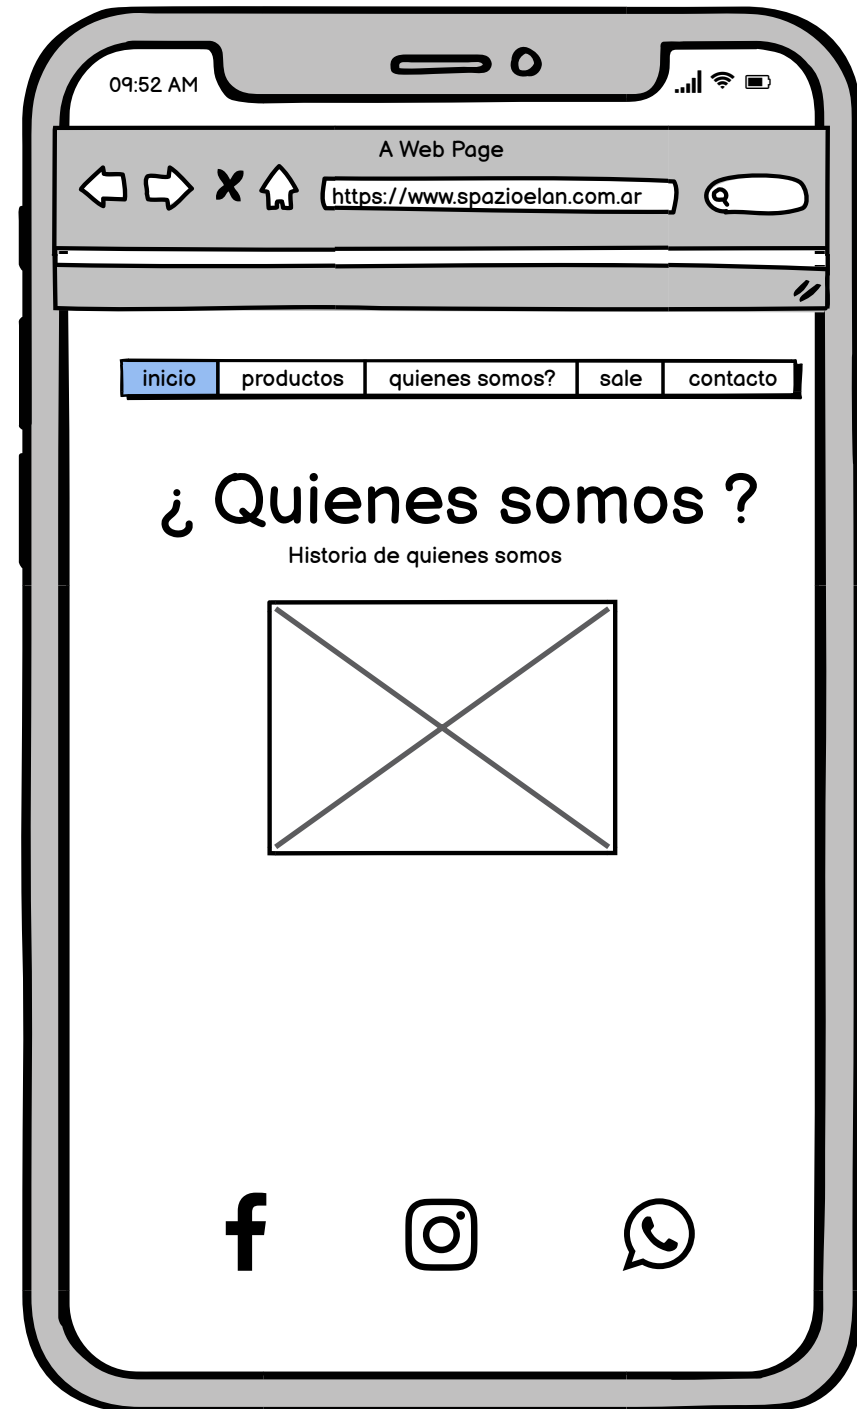 09:52 AM
A Web Page
https://www.spazioelan.com.ar
inicio productos quienes somos? sale contacto
¿ Quienes somos ?
Historia de quienes somos